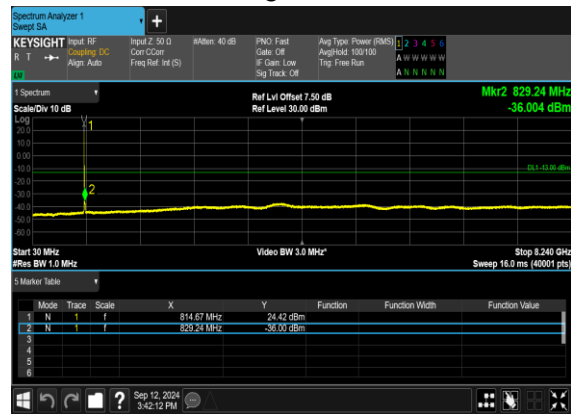 Spectrum Analyzer 1
Swept SA
+
KEYSIGHT Input: RF Input Z: 50 Ω #Atten: 40 dB PNO: Fast Avg Type: Power (RMS) 1 2 3 4 5 6
R T Coupling: DC Corr CCorr Gate: Off Avg|Hold: 100/100 A W W W W W
Align: Auto Freq Ref: Int (S) IF Gain: Low Trig: Free Run
LW Sig Track: Off A N N N N N
1 Spectrum Ref Lvl Offset 7.50 dB Mkr2 829.24 MHz
Scale/Div 10 dB Ref Level 30.00 dBm -36.004 dBm
Log
20.0
10.0
0.00
-10.0
-20.0
-30.0
-40.0
-50.0
-60.0
1
DL1 -13.00 dBm
2
Start 30 MHz Video BW 3.0 MHz* Stop 8.240 GHz
#Res BW 1.0 MHz Sweep 16.0 ms (40001 pts)
5 Marker Table
Mode Trace Scale X Y Function Function Width Function Value
1 N 1 f 814.67 MHz 24.42 dBm
2 N 1 f 829.24 MHz -36.00 dBm
3
4
5
6
? Sep 12, 2024
3:42:12 PM